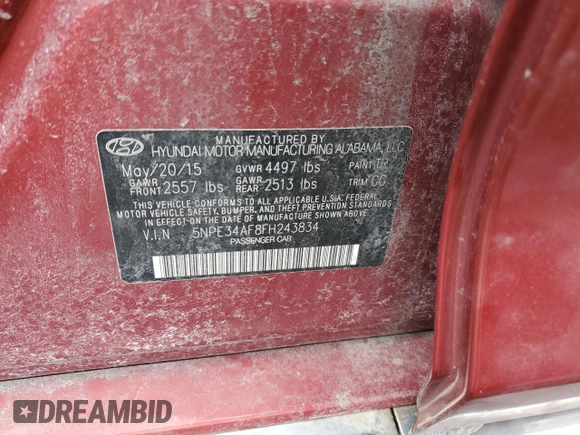 MANUFACTURED BY
HYUNDAI MOTOR MANUFACTURING ALABAMA, LLC
May/20/15 GVWR 4497 lbs PAINT TR
GAWR FRONT 2557 lbs GAWR REAR 2513 lbs TRIM CG
THIS VEHICLE CONFORMS TO ALL APPLICABLE U.S.A. FEDERAL
MOTOR VEHICLE SAFETY, BUMPER, AND THEFT PREVENTION STANDARDS
IN EFFECT ON THE DATE OF MANUFACTURE SHOWN ABOVE.
V.I.N 5NPE34AF8FH243834
PASSENGER CAR
DREAMBID